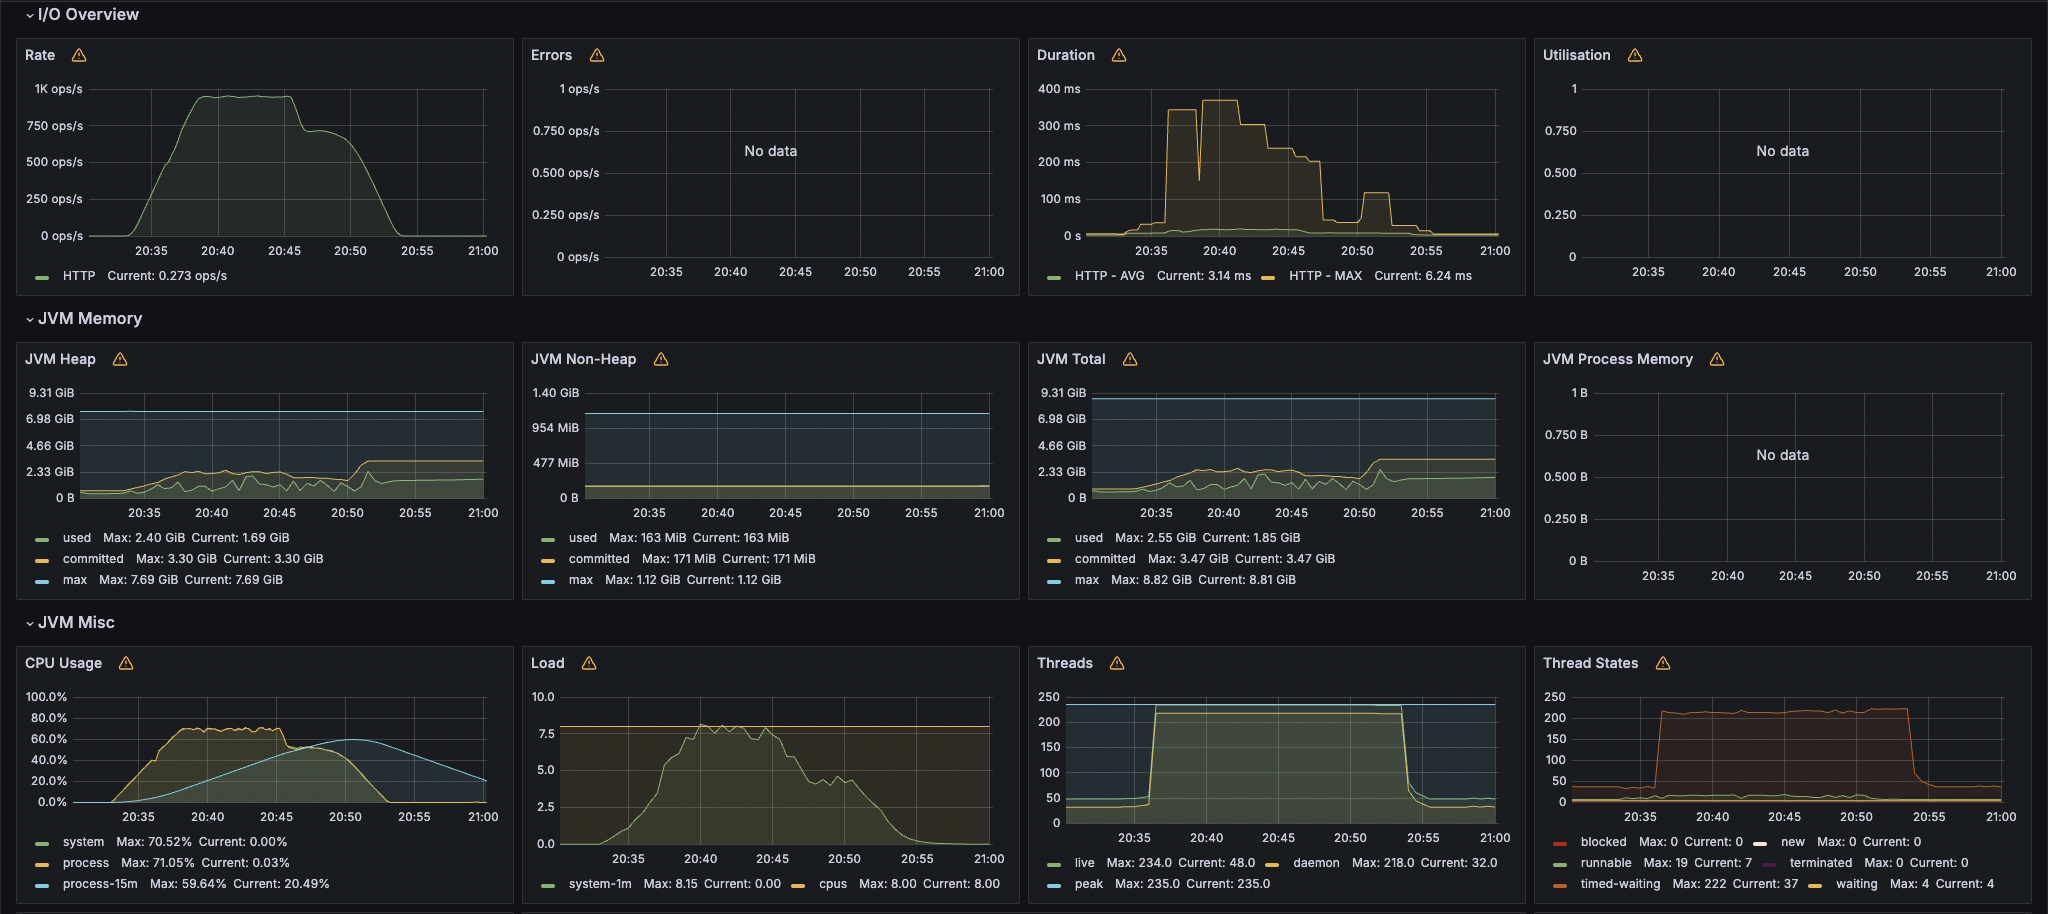 I/O Overview
Rate
1K ops/s
750 ops/s
500 ops/s
250 ops/s
0 ops/s
20:35 20:40 20:45 20:50 20:55 21:00
HTTP Current: 0.273 ops/s
Errors
1 ops/s
0.750 ops/s
0.500 ops/s
0.250 ops/s
0 ops/s
No data
20:35 20:40 20:45 20:50 20:55 21:00
Duration
400 ms
300 ms
200 ms
100 ms
0 s
20:35 20:40 20:45 20:50 20:55 21:00
HTTP - AVG Current: 3.14 ms HTTP - MAX Current: 6.24 ms
Utilisation
1
0.750
0.500
0.250
0
No data
20:35 20:40 20:45 20:50 20:55 21:00
JVM Memory
JVM Heap
9.31 GiB
6.98 GiB
4.66 GiB
2.33 GiB
0 B
20:35 20:40 20:45 20:50 20:55 21:00
used Max: 2.40 GiB Current: 1.69 GiB
committed Max: 3.30 GiB Current: 3.30 GiB
max Max: 7.69 GiB Current: 7.69 GiB
JVM Non-Heap
1.40 GiB
954 MiB
477 MiB
0 B
20:35 20:40 20:45 20:50 20:55 21:00
used Max: 163 MiB Current: 163 MiB
committed Max: 171 MiB Current: 171 MiB
max Max: 1.12 GiB Current: 1.12 GiB
JVM Total
9.31 GiB
6.98 GiB
4.66 GiB
2.33 GiB
0 B
20:35 20:40 20:45 20:50 20:55 21:00
used Max: 2.55 GiB Current: 1.85 GiB
committed Max: 3.47 GiB Current: 3.47 GiB
max Max: 8.82 GiB Current: 8.81 GiB
JVM Process Memory
1 B
0.750 B
0.500 B
0.250 B
0 B
No data
20:35 20:40 20:45 20:50 20:55 21:00
JVM Misc
CPU Usage
100.0%
80.0%
60.0%
40.0%
20.0%
0.0%
20:35 20:40 20:45 20:50 20:55 21:00
system Max: 70.52% Current: 0.00%
process Max: 71.05% Current: 0.03%
process-15m Max: 59.64% Current: 20.49%
Load
10.0
7.5
5.0
2.5
0.0
20:35 20:40 20:45 20:50 20:55 21:00
system-1m Max: 8.15 Current: 0.00 cpus Max: 8.00 Current: 8.00
Threads
250
200
150
100
50
0
20:35 20:40 20:45 20:50 20:55 21:00
live Max: 234.0 Current: 48.0 daemon Max: 218.0 Current: 32.0
peak Max: 235.0 Current: 235.0
Thread States
250
200
150
100
50
0
20:35 20:40 20:45 20:50 20:55 21:00
blocked Max: 0 Current: 0 new Max: 0 Current: 0
runnable Max: 19 Current: 7 terminated Max: 0 Current: 0
timed-waiting Max: 222 Current: 37 waiting Max: 4 Current: 4